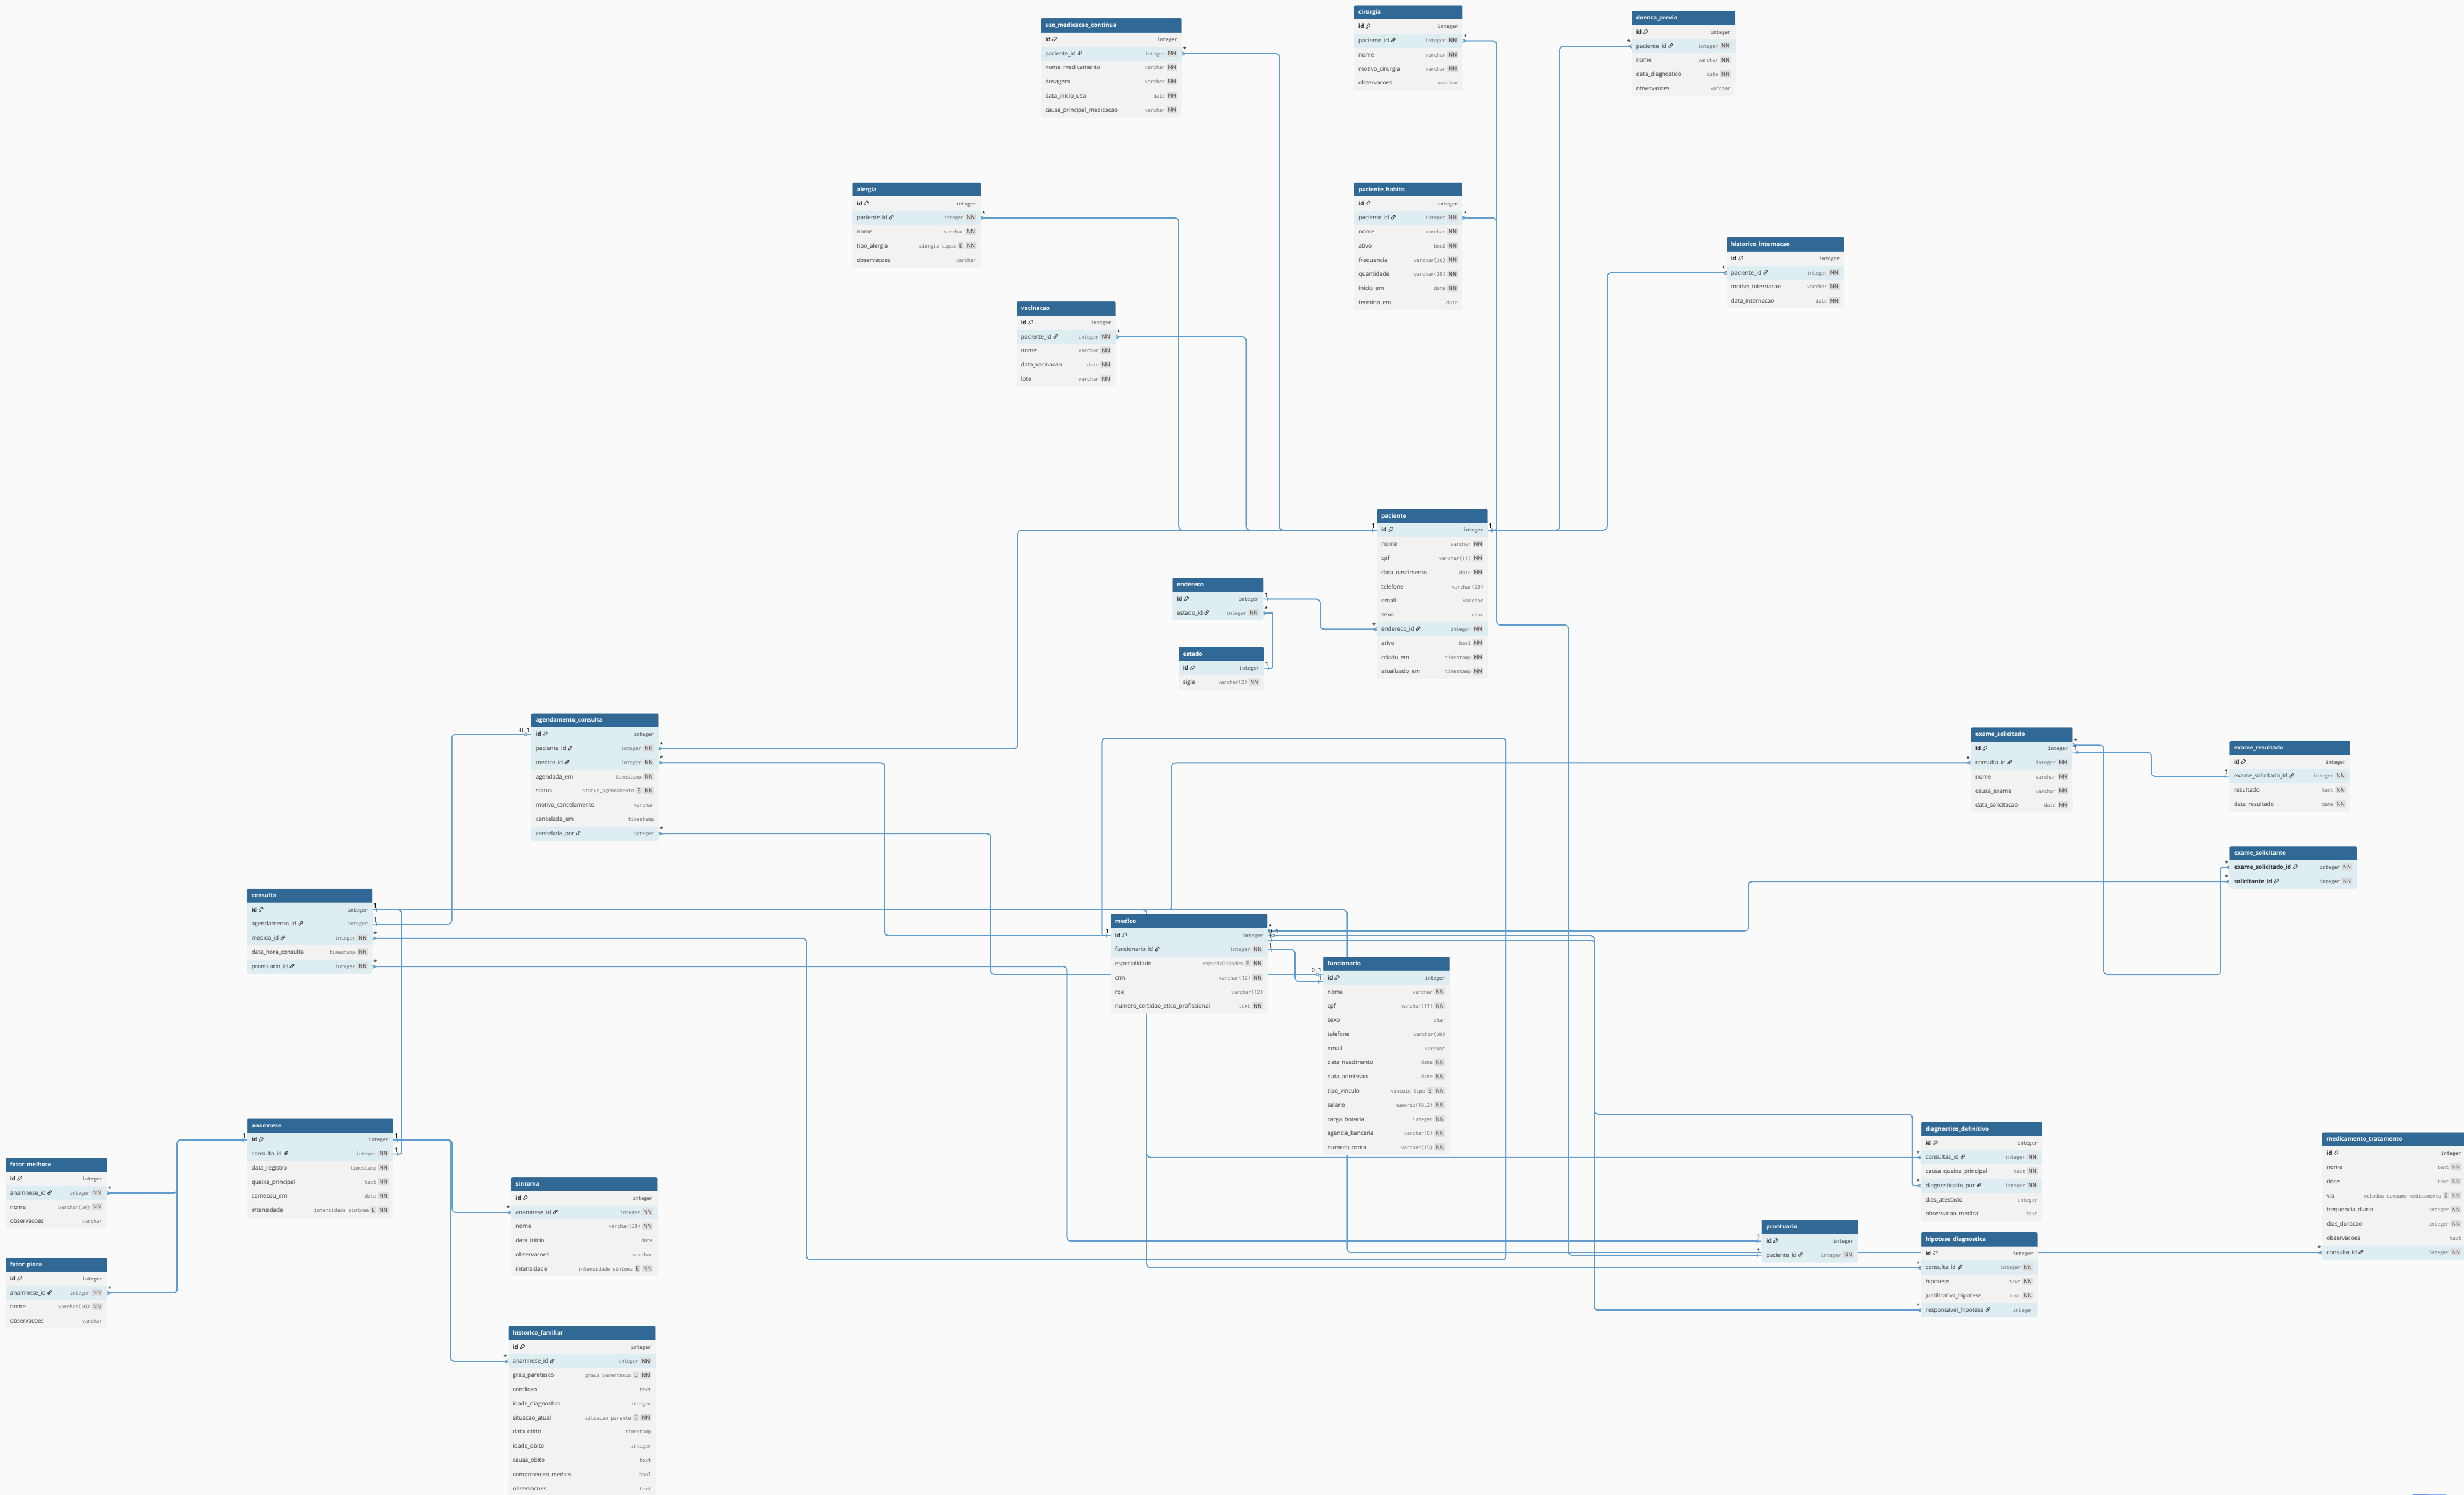 uso_medicacao_continua
id integer
paciente_id integer NN
nome_medicamento varchar NN
dosagem varchar NN
data_inicio_uso date NN
causa_principal_medicacao varchar NN
cirurgia
id integer
paciente_id integer NN
nome varchar NN
motivo_cirurgia varchar NN
observacoes varchar
doenca_previa
id integer
paciente_id integer NN
nome varchar NN
data_diagnostico date NN
observacoes varchar
alergia
id integer
paciente_id integer NN
nome varchar NN
tipo_alergia alergia_tipos E NN
observacoes varchar
paciente_habito
id integer
paciente_id integer NN
nome varchar NN
ativo bool NN
frequencia varchar(30) NN
quantidade varchar(20) NN
inicio_em date NN
termino_em date
historico_internacao
id integer
paciente_id integer NN
motivo_internacao varchar NN
data_internacao date NN
vacinacao
id integer
paciente_id integer NN
nome varchar NN
data_vacinacao date NN
lote varchar NN
paciente
id integer
nome varchar NN
cpf varchar(11) NN
data_nascimento date NN
telefone varchar(20)
email varchar
sexo char
endereco_id integer NN
ativo bool NN
criado_em timestamp NN
atualizado_em timestamp NN
endereco
id integer
estado_id integer NN
estado
id integer
sigla varchar(2) NN
agendamento_consulta
id integer
paciente_id integer NN
medico_id integer NN
agendada_em timestamp NN
status status_agendamento E NN
motivo_cancelamento varchar
cancelada_em timestamp
cancelada_por integer
exame_solicitado
id integer
consulta_id integer NN
nome varchar NN
causa_exame varchar NN
data_solicitacao date NN
exame_resultado
id integer
exame_solicitado_id integer NN
resultado text NN
data_resultado date NN
exame_solicitante
exame_solicitado_id integer NN
solicitante_id integer NN
consulta
id integer
agendamento_id integer
medico_id integer NN
data_hora_consulta timestamp NN
prontuario_id integer NN
medico
id integer
funcionario_id integer NN
especialidade especialidades E NN
crm varchar(12) NN
rqe varchar(12)
numero_certidao_etico_profissional text NN
funcionario
id integer
nome varchar NN
cpf varchar(11) NN
sexo char
telefone varchar(20)
email varchar
data_nascimento date NN
data_admissao date NN
tipo_vinculo vinculo_tipo E NN
salario numeric(10,2) NN
carga_horaria integer NN
agencia_bancaria varchar(6) NN
numero_conta varchar(15) NN
anamnese
id integer
consulta_id integer NN
data_registro timestamp NN
queixa_principal text NN
comecou_em date NN
intensidade intensidade_sintoma E NN
fator_melhora
id integer
anamnese_id integer NN
nome varchar(30) NN
observacoes varchar
fator_piora
id integer
anamnese_id integer NN
nome varchar(30) NN
observacoes varchar
sintoma
id integer
anamnese_id integer NN
nome varchar(30) NN
data_inicio date
observacoes varchar
intensidade intensidade_sintoma E NN
historico_familiar
id integer
anamnese_id integer NN
grau_paretesco graus_parentesco E NN
condicao text
idade_diagnostico integer
situacao_atual situacao_parente E NN
data_obito timestamp
idade_obito integer
causa_obito text
comprovacao_medica bool
observacoes text
diagnostico_definitivo
id integer
consultas_id integer NN
causa_queixa_principal text NN
diagnosticado_por integer NN
dias_atestado integer
observacao_medica text
prontuario
id integer
paciente_id integer NN
hipotese_diagnostica
id integer
consulta_id integer NN
hipotese text NN
justificativa_hipotese text NN
responsavel_hipotese integer
medicamento_tratamento
id integer
nome text NN
dose text NN
via metodos_consumo_medicamento E NN
frequencia_diaria integer NN
dias_duracao integer NN
observacoes text
consulta_id integer NN